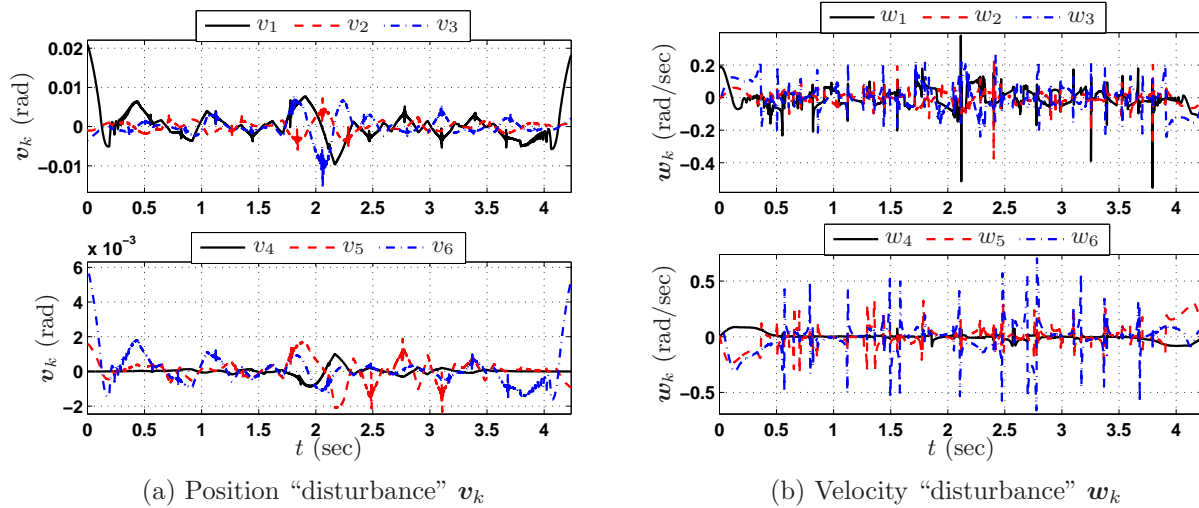 v1 v2 v3
vk (rad)
0.02
0.01
0
−0.01
0 0.5 1 1.5 2 2.5 3 3.5 4
x 10−3
v4 v5 v6
vk (rad)
6
4
2
0
−2
0 0.5 1 1.5 2 2.5 3 3.5 4
t (sec)
(a) Position “disturbance” vk
w1 w2 w3
wk (rad/sec)
0.2
0
−0.2
−0.4
0 0.5 1 1.5 2 2.5 3 3.5 4
w4 w5 w6
wk (rad/sec)
0.5
0
−0.5
0 0.5 1 1.5 2 2.5 3 3.5 4
t (sec)
(b) Velocity “disturbance” wk